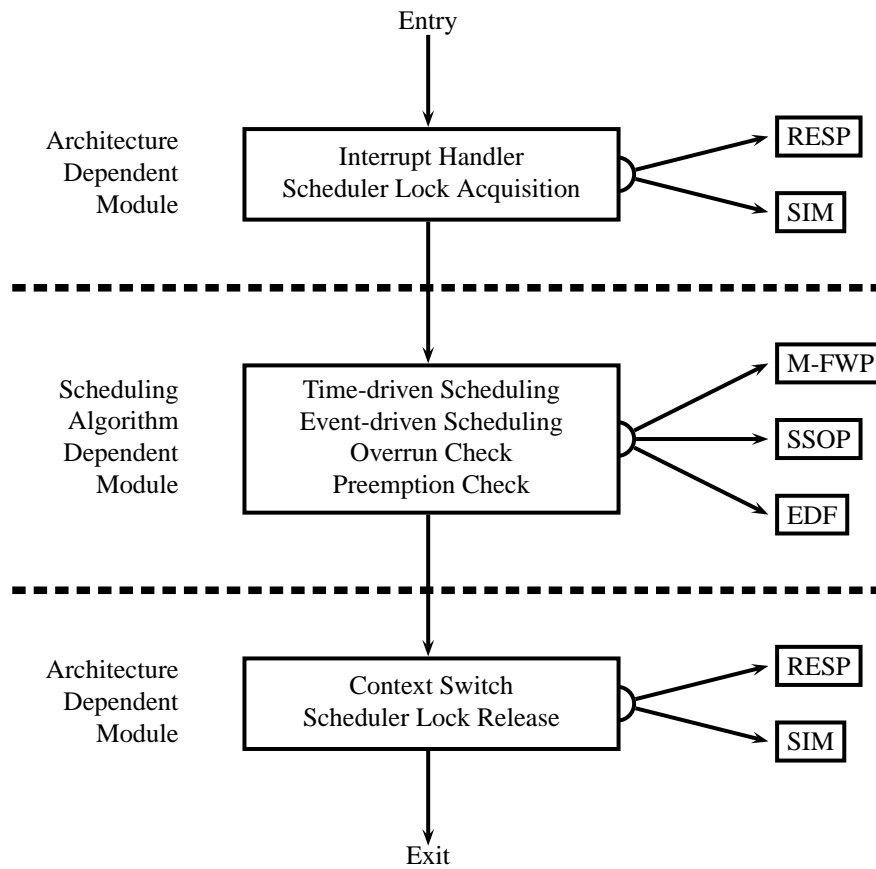 Entry
Architecture
Dependent
Module
Interrupt Handler
Scheduler Lock Acquisition
RESP
SIM
Scheduling
Algorithm
Dependent
Module
Time-driven Scheduling
Event-driven Scheduling
Overrun Check
Preemption Check
M-FWP
SSOP
EDF
Architecture
Dependent
Module
Context Switch
Scheduler Lock Release
RESP
SIM
Exit